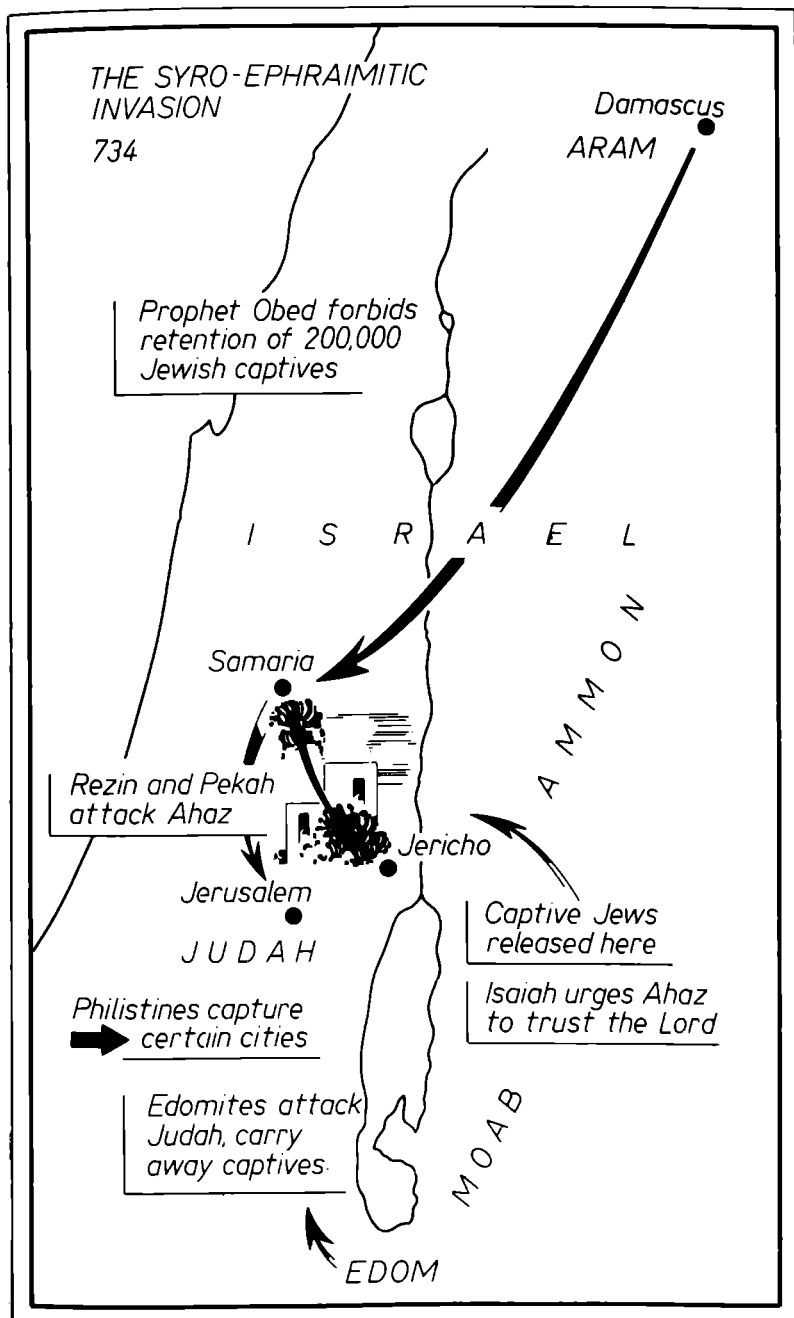 THE SYRO-EPHRAIMITIC
INVASION
734
Damascus
ARAM
Prophet Obed forbids
retention of 200,000
Jewish captives
ISRAEL
AMMON
Samaria
Rezin and Pekah
attack Ahaz
Jericho
Jerusalem
JUDAH
Captive Jews
released here
Isaiah urges Ahaz
to trust the Lord
Philistines capture
certain cities
Edomites attack
Judah, carry
away captives.
MOAB
EDOM